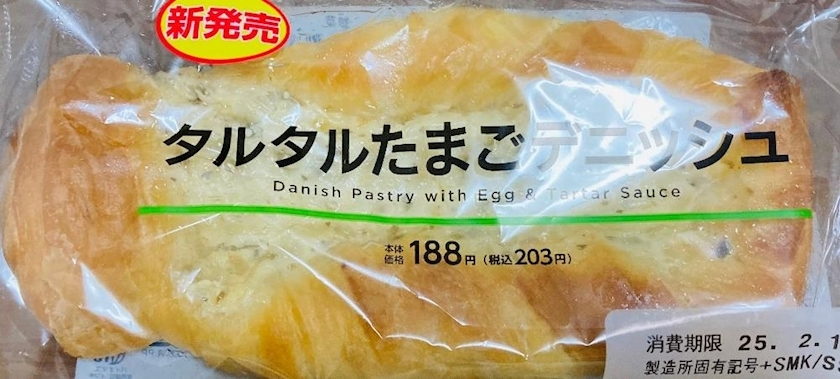 新発売
タルタルたまごデニッシュ
Danish Pastry with Egg & Tartar Sauce
本体価格 188円 (税込203円)
消費期限 25. 2. 1
製造所固有記号+SMK/S